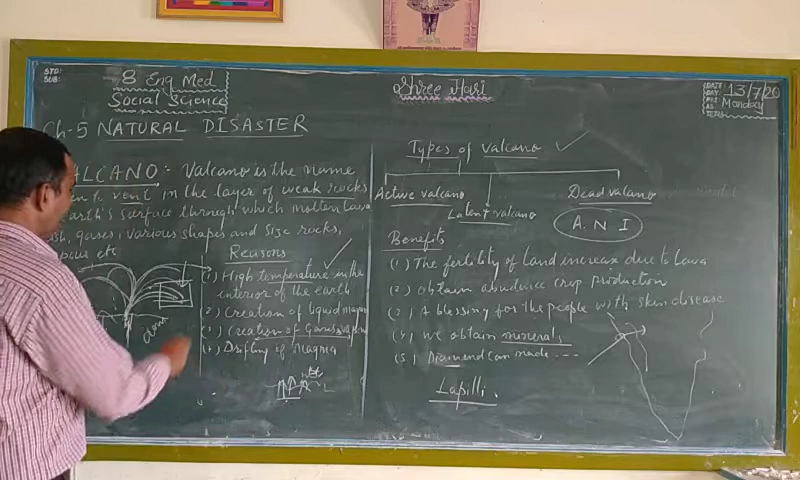 STD:
SUB:
8 Eng Med
Social Science
Shree Hari
DATE 13/7/20
DAY: Monday
Ch-5 NATURAL DISASTER
ALCANO:- Valcano is the name
to vent in the layer of weak rocks
arth's surface through which molten Lava
sh, gases, various shapes and size rocks,
etc
Reasons
(1) High temperature in the
interior of the earth
(2) Creation of liquid magma
(3) Creation of Gases, vapour
(4) Drifting of Magma
Types of valcano
Active valcano
Latent valcano
Dead valcano
A. N. I
Benefits
(1) The fertility of land increase due to Lava
(2) obtain abundance crop production
(3) A blessing for the people with skin disease
(4) we obtain minerals
(5) Diamond can made ---
Lapilli.